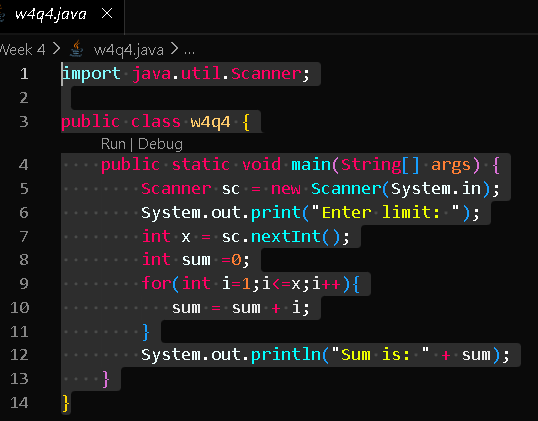 w4q4.java
Week 4 > w4q4.java > ...
1 import java.util.Scanner;
2
3 public class w4q4 {
Run | Debug
4 public static void main(String[] args) {
5 Scanner sc = new Scanner(System.in);
6 System.out.print("Enter limit: ");
7 int x = sc.nextInt();
8 int sum =0;
9 for(int i=1;i<=x;i++){
10 sum = sum + i;
11 }
12 System.out.println("Sum is: " + sum);
13 }
14 }